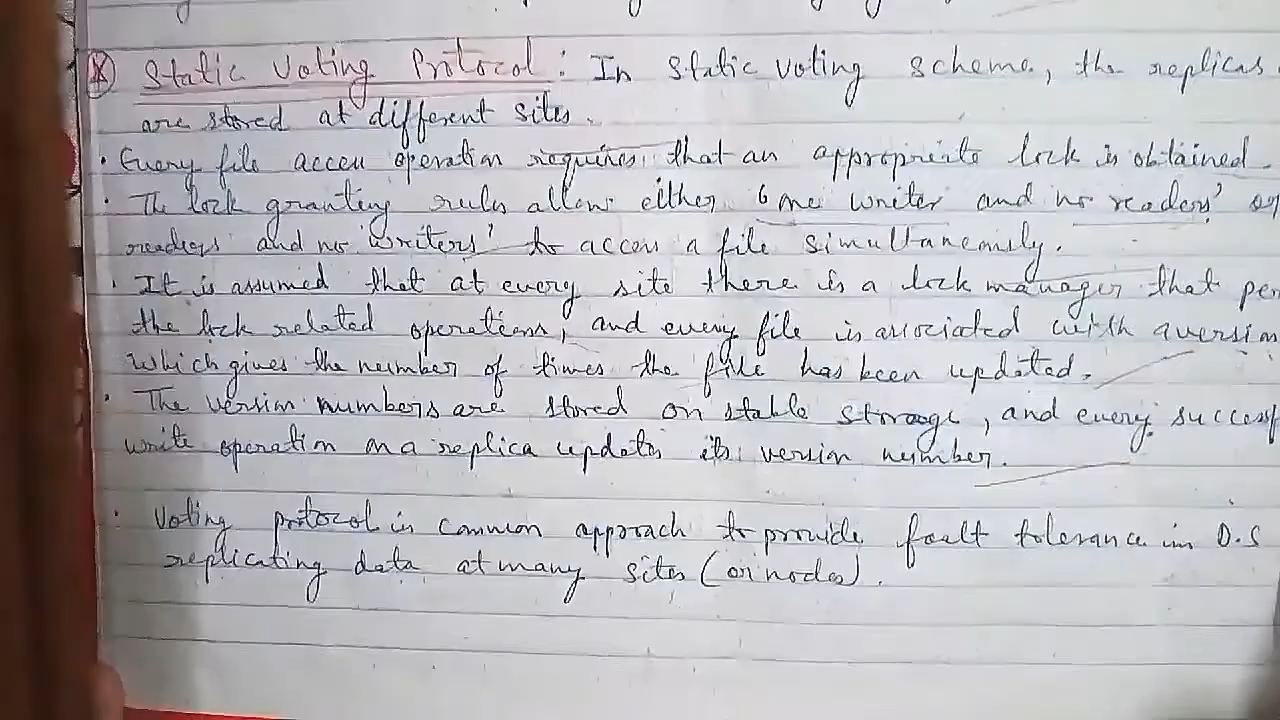 Static Voting Protocol : In static voting scheme, the replicas
are stored at different sites.
• Every file access operation requires that an appropriate lock is obtained.
• The lock granting rules allow either 'one writer and no readers' or
readers and no writers' to access a file simultaneously.
• It is assumed that at every site there is a lock manager that per
the lock related operations, and every file is associated with a version
which gives the number of times the file has been updated.
• The version numbers are stored on stable storage, and every successf
write operation on a replica updates its version number.
• Voting protocol is common approach to provide falt tolerance in D.S
replicating data at many sites (or nodes).